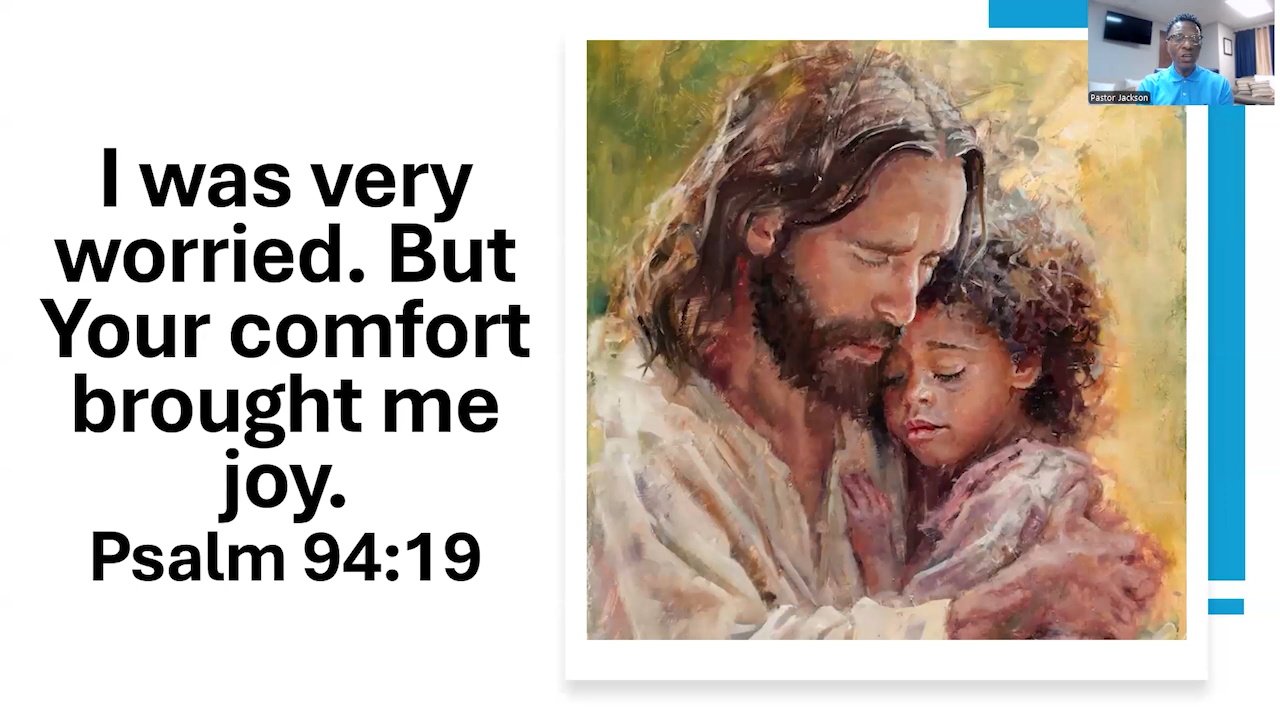 I was very
worried. But
Your comfort
brought me
joy.
Psalm 94:19
Pastor Jackson